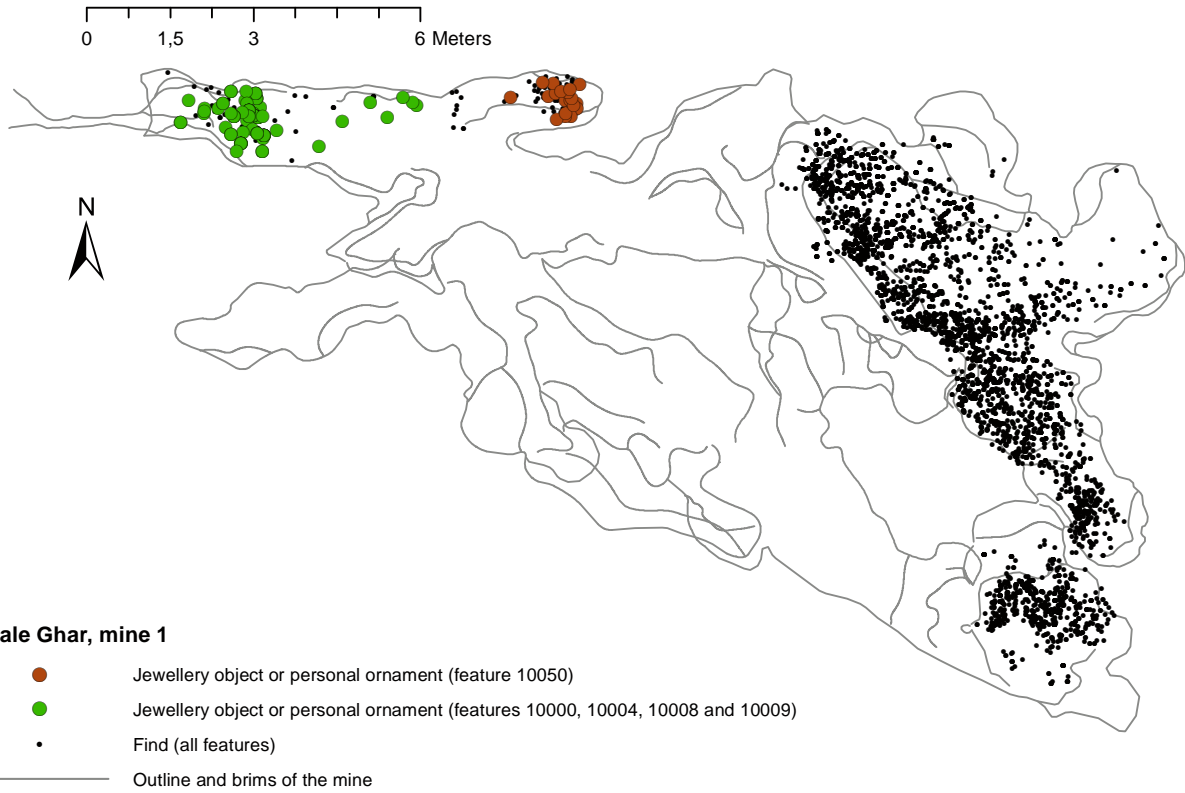 0 1,5 3 6 Meters
N
ale Ghar, mine 1
Jewellery object or personal ornament (feature 10050)
Jewellery object or personal ornament (features 10000, 10004, 10008 and 10009)
Find (all features)
Outline and brims of the mine